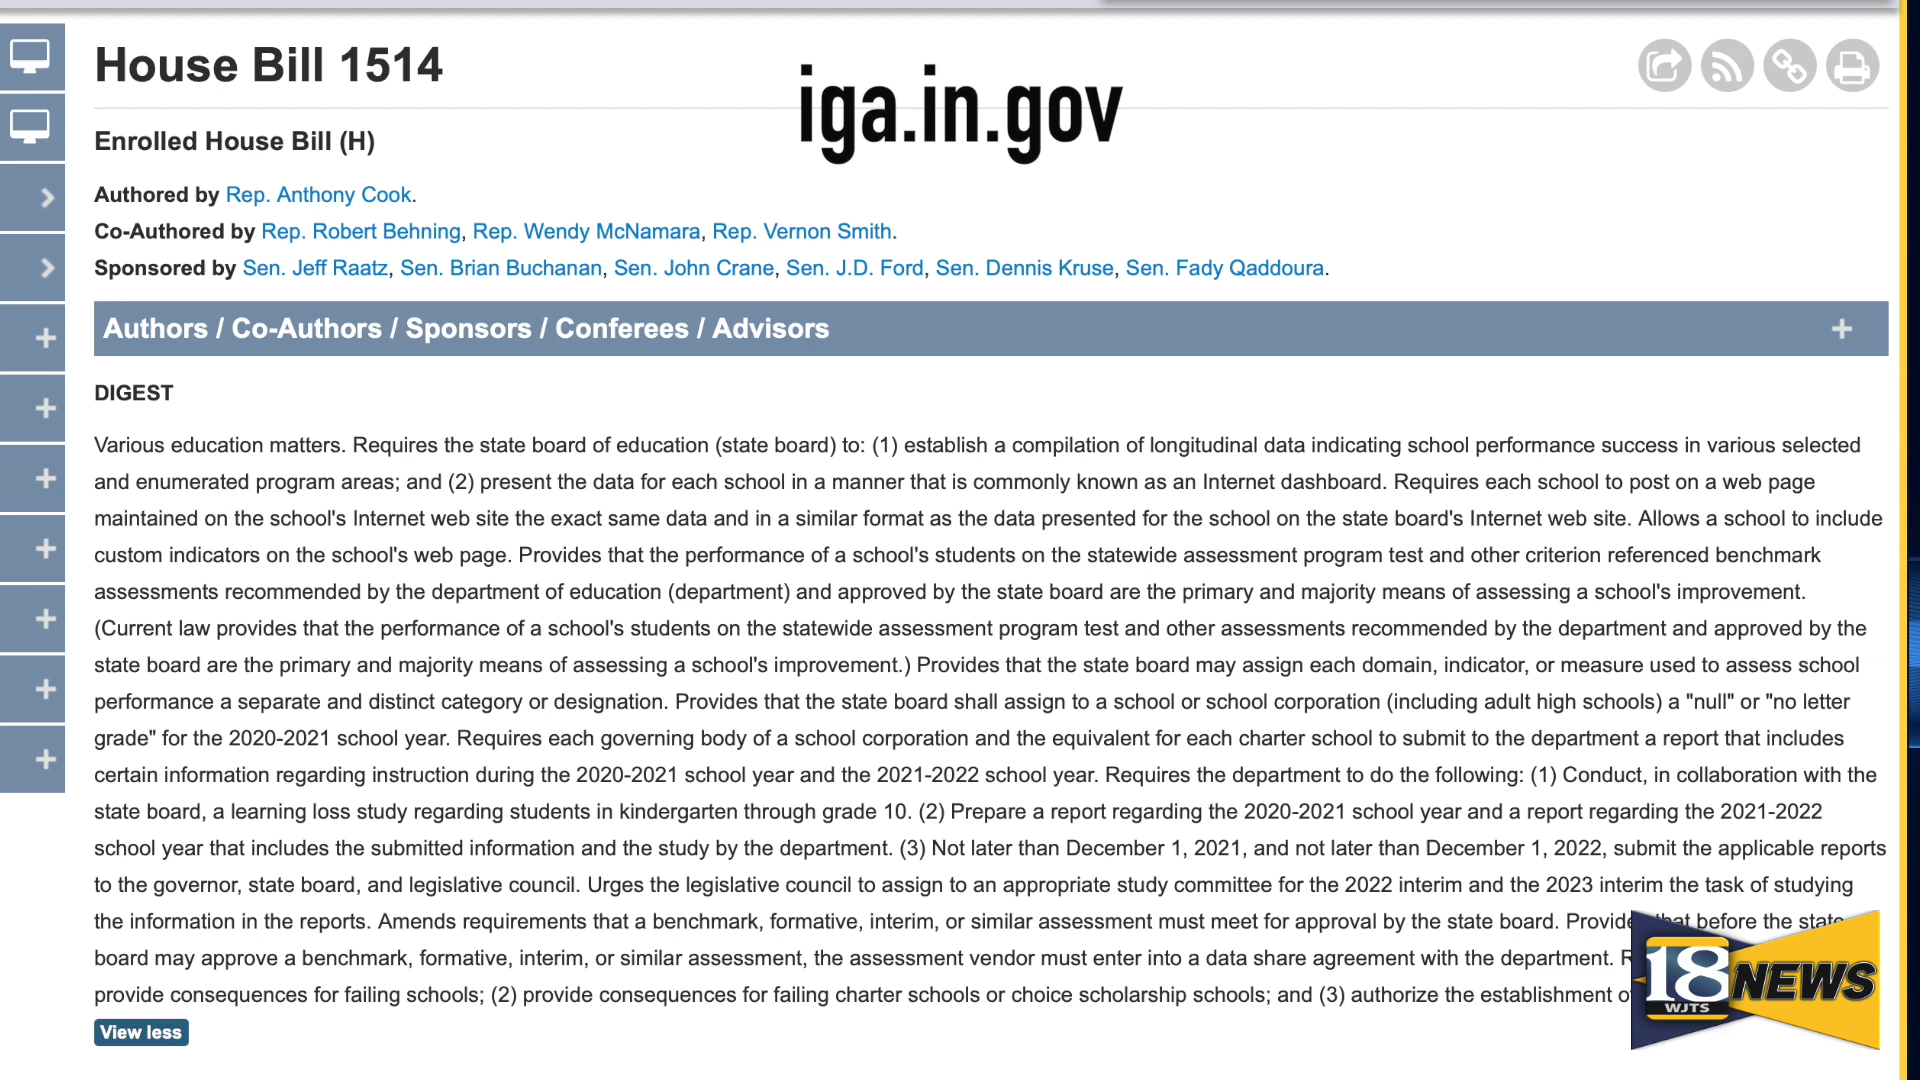 House Bill 1514
iga.in.gov
Enrolled House Bill (H)
Authored by Rep. Anthony Cook.
Co-Authored by Rep. Robert Behning, Rep. Wendy McNamara, Rep. Vernon Smith.
Sponsored by Sen. Jeff Raatz, Sen. Brian Buchanan, Sen. John Crane, Sen. J.D. Ford, Sen. Dennis Kruse, Sen. Fady Qaddoura.
Authors / Co-Authors / Sponsors / Conferees / Advisors
DIGEST
Various education matters. Requires the state board of education (state board) to: (1) establish a compilation of longitudinal data indicating school performance success in various selected
and enumerated program areas; and (2) present the data for each school in a manner that is commonly known as an Internet dashboard. Requires each school to post on a web page
maintained on the school's Internet web site the exact same data and in a similar format as the data presented for the school on the state board's Internet web site. Allows a school to include
custom indicators on the school's web page. Provides that the performance of a school's students on the statewide assessment program test and other criterion referenced benchmark
assessments recommended by the department of education (department) and approved by the state board are the primary and majority means of assessing a school's improvement.
(Current law provides that the performance of a school's students on the statewide assessment program test and other assessments recommended by the department and approved by the
state board are the primary and majority means of assessing a school's improvement.) Provides that the state board may assign each domain, indicator, or measure used to assess school
performance a separate and distinct category or designation. Provides that the state board shall assign to a school or school corporation (including adult high schools) a "null" or "no letter
grade" for the 2020-2021 school year. Requires each governing body of a school corporation and the equivalent for each charter school to submit to the department a report that includes
certain information regarding instruction during the 2020-2021 school year and the 2021-2022 school year. Requires the department to do the following: (1) Conduct, in collaboration with the
state board, a learning loss study regarding students in kindergarten through grade 10. (2) Prepare a report regarding the 2020-2021 school year and a report regarding the 2021-2022
school year that includes the submitted information and the study by the department. (3) Not later than December 1, 2021, and not later than December 1, 2022, submit the applicable reports
to the governor, state board, and legislative council. Urges the legislative council to assign to an appropriate study committee for the 2022 interim and the 2023 interim the task of studying
the information in the reports. Amends requirements that a benchmark, formative, interim, or similar assessment must meet for approval by the state board. Provides that before the state
board may approve a benchmark, formative, interim, or similar assessment, the assessment vendor must enter into a data share agreement with the department.
provide consequences for failing schools; (2) provide consequences for failing charter schools or choice scholarship schools; and (3) authorize the establishment
View less
18 NEWS
WJTS